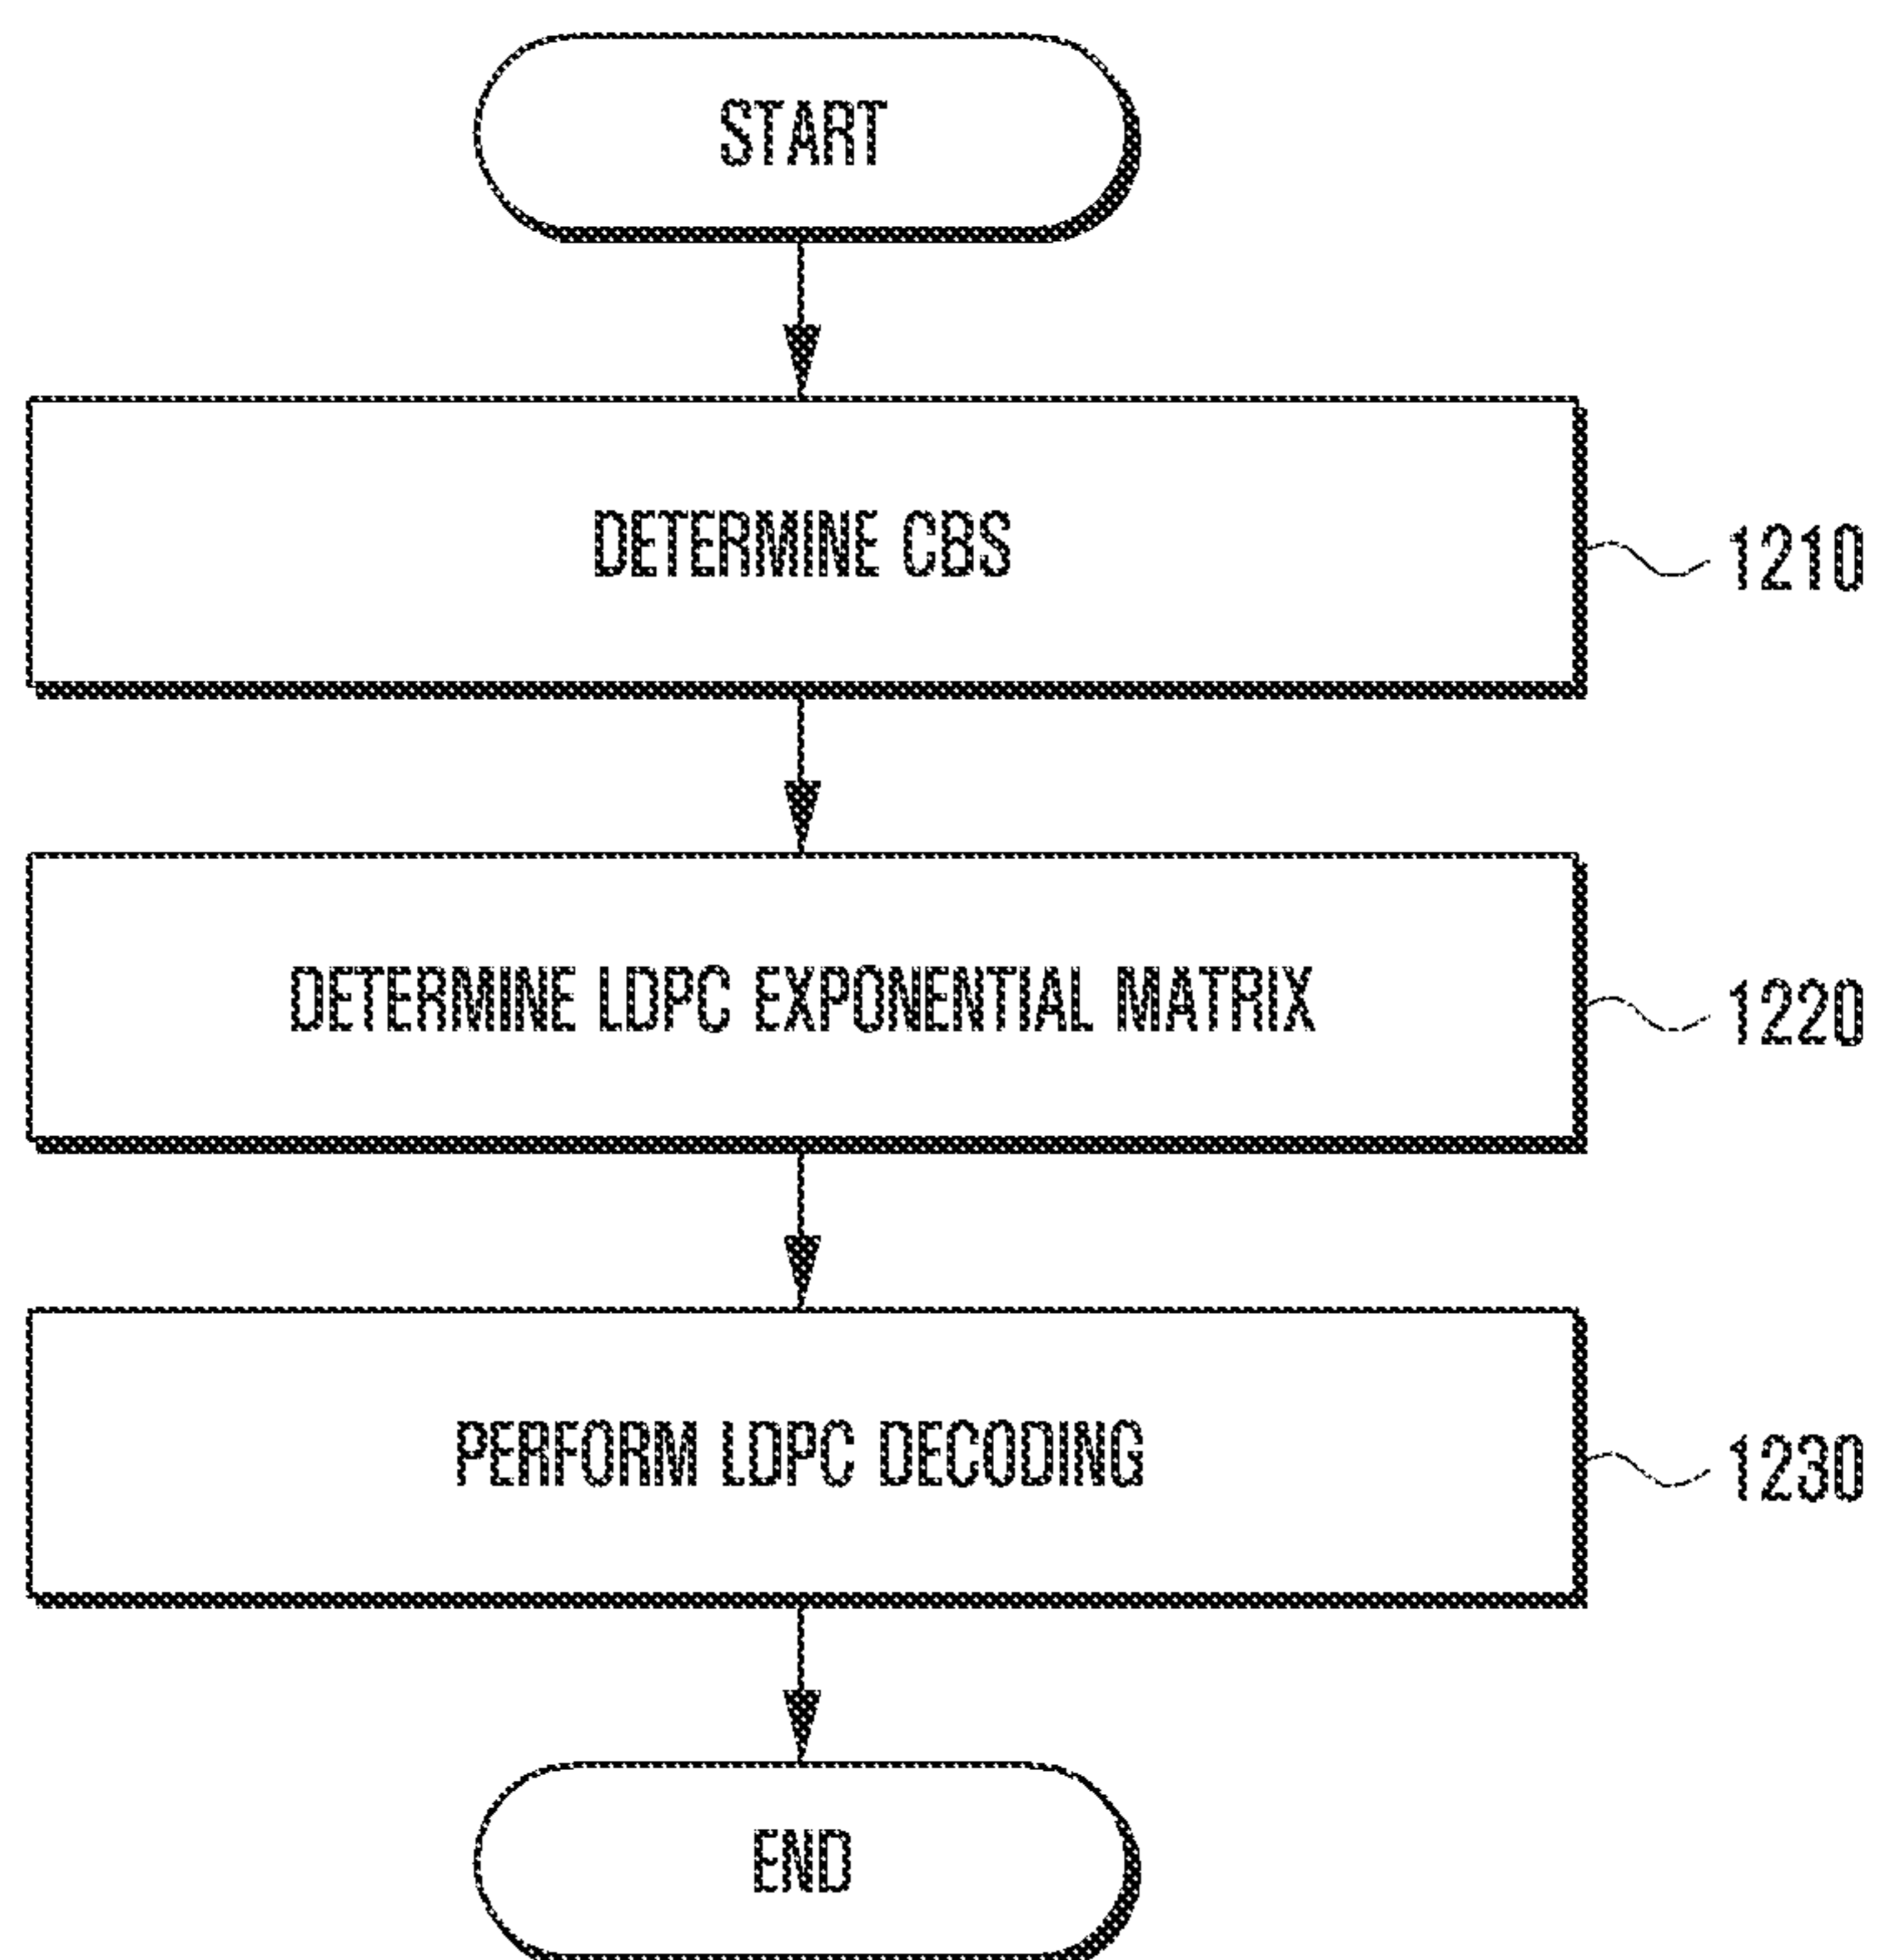 START
DETERMINE CBS
1210
DETERMINE LDPC EXPONENTIAL MATRIX
1220
PERFORM LDPC DECODING
1230
END